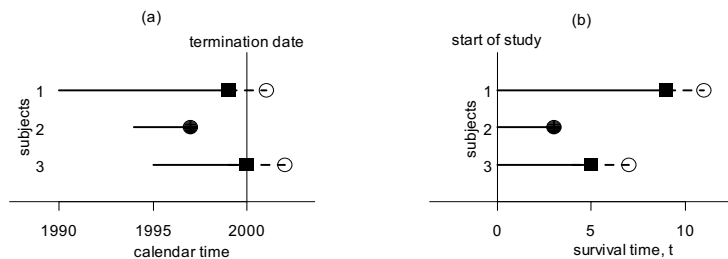 (a)
termination date
subjects
1
2
3
1990 1995 2000
calendar time
(b)
start of study
subjects
1
2
3
0 5 10
survival time, t